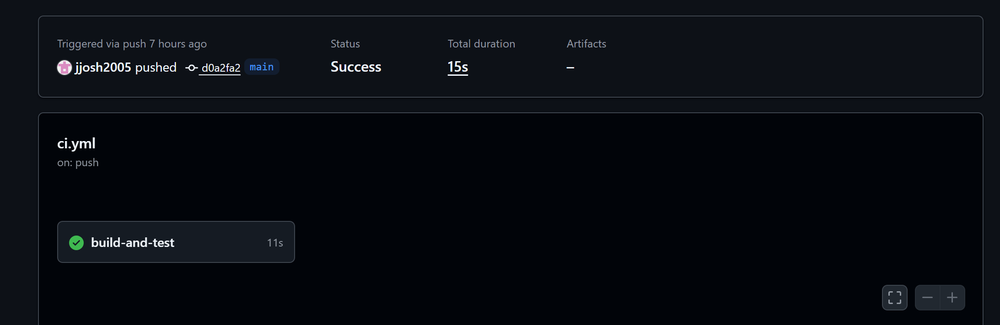 Triggered via push 7 hours ago
jjosh2005 pushed d0a2fa2 main
Status
Success
Total duration
15s
Artifacts
–
ci.yml
on: push
build-and-test 11s